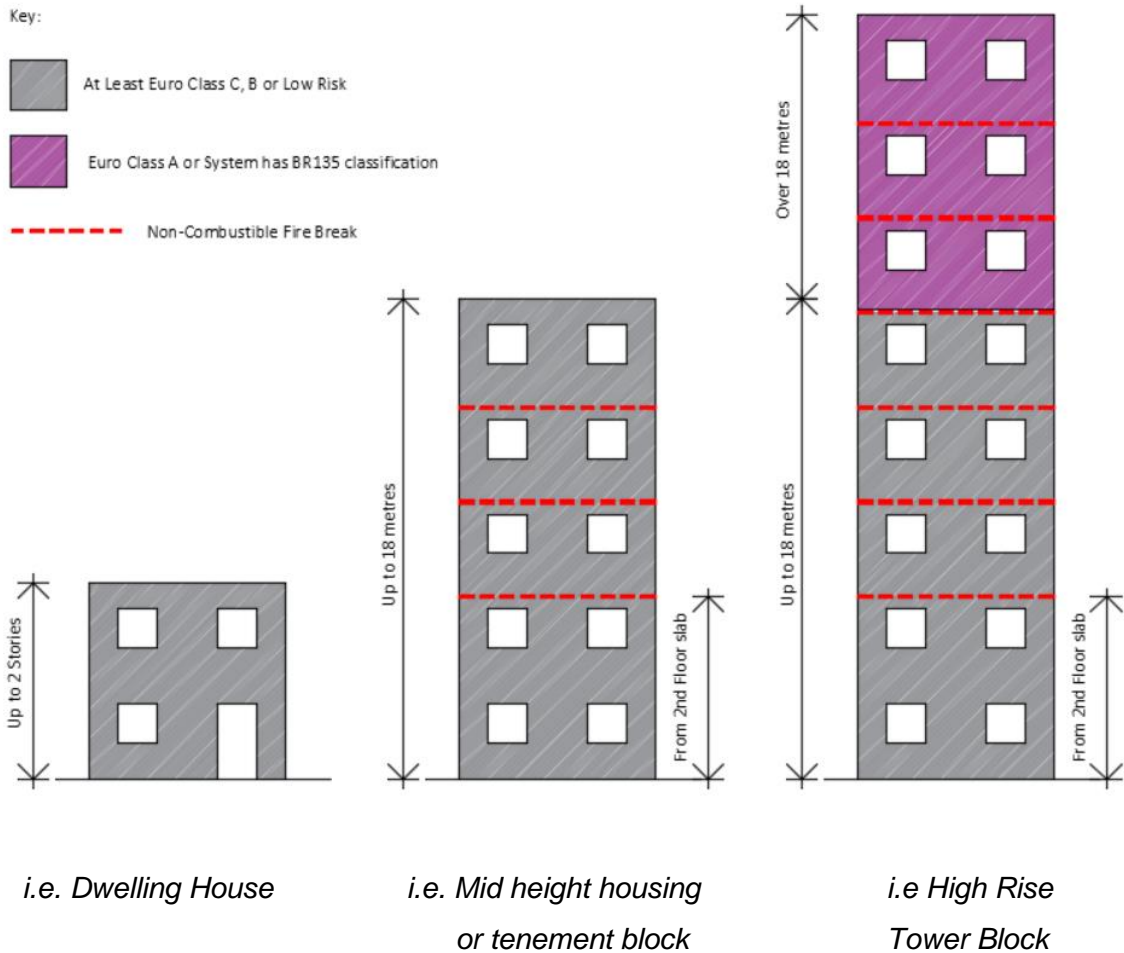 Key:
At Least Euro Class C, B or Low Risk
Euro Class A or System has BR135 classification
Non-Combustible Fire Break
Up to 2 Stories
Up to 18 metres
From 2nd Floor slab
Over 18 metres
Up to 18 metres
From 2nd Floor slab
i.e. Dwelling House
i.e. Mid height housing
or tenement block
i.e High Rise
Tower Block